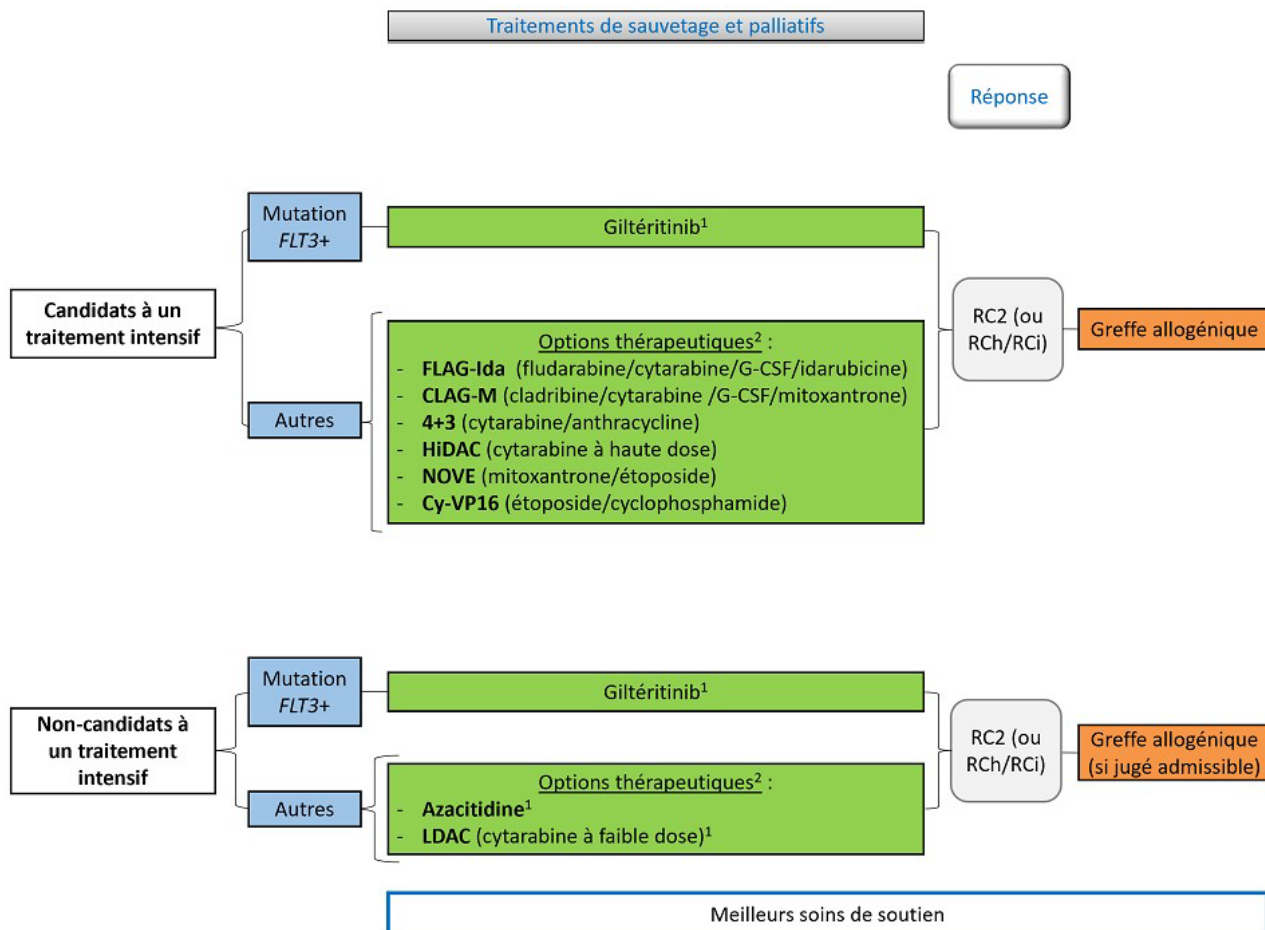 Traitements de sauvetage et palliatifs
Réponse
Mutation
FLT3+
Giltéritinib¹
Candidats à un
traitement intensif
Options thérapeutiques² :
- FLAG-Ida (fludarabine/cytarabine/G-CSF/idarubicine)
- CLAG-M (cladribine/cytarabine /G-CSF/mitoxantrone)
- 4+3 (cytarabine/anthracycline)
- HiDAC (cytarabine à haute dose)
- NOVE (mitoxantrone/étoposide)
- Cy-VP16 (étoposide/cyclophosphamide)
Autres
RC2 (ou
RCh/RCi)
Greffe allogénique
Mutation
FLT3+
Giltéritinib¹
Non-candidats à
un traitement
intensif
Autres
Options thérapeutiques² :
- Azacitidine¹
- LDAC (cytarabine à faible dose)¹
RC2 (ou
RCh/RCi)
Greffe allogénique
(si jugé admissible)
Meilleurs soins de soutien